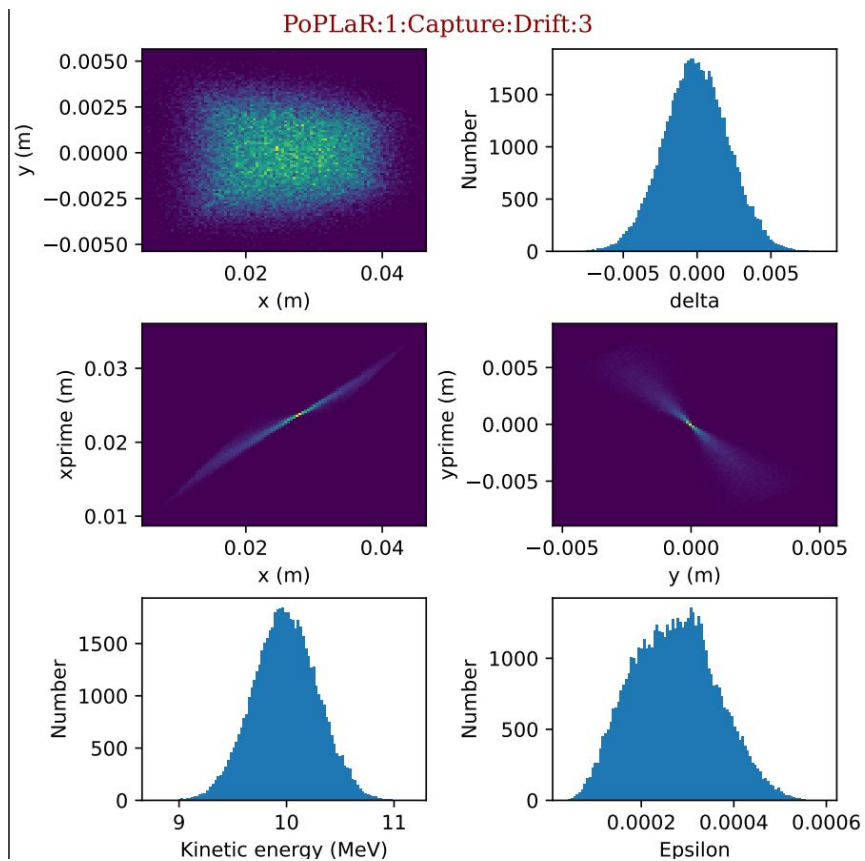 PoPLaR:1:Capture:Drift:3
y (m)
0.0050
0.0025
0.0000
−0.0025
−0.0050
0.02
0.04
x (m)
Number
1500
1000
500
0
−0.005
0.000
0.005
delta
xprime (m)
0.03
0.02
0.01
0.02
0.04
x (m)
yprime (m)
0.005
0.000
−0.005
−0.005
0.000
0.005
y (m)
Number
1500
1000
500
0
9
10
11
Kinetic energy (MeV)
Number
1000
500
0
0.0002
0.0004
0.0006
Epsilon